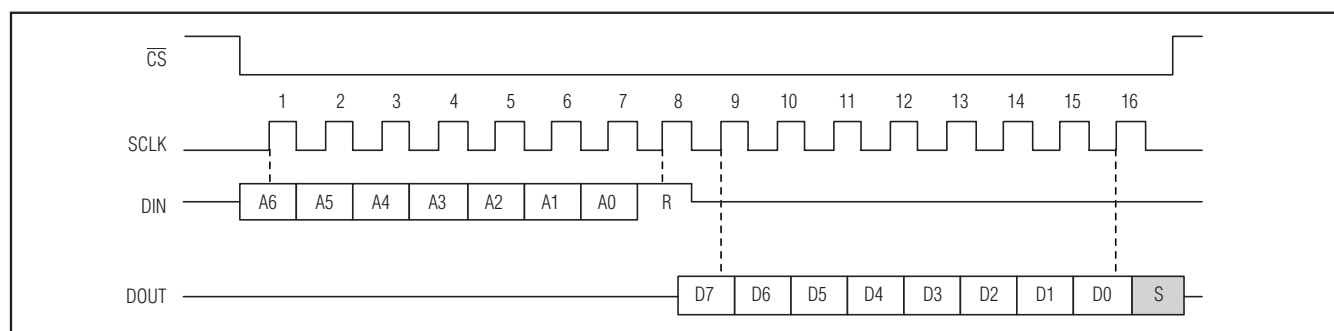 CS
1 2 3 4 5 6 7 8 9 10 11 12 13 14 15 16
SCLK
DIN A6 A5 A4 A3 A2 A1 A0 R
DOUT D7 D6 D5 D4 D3 D2 D1 D0 S